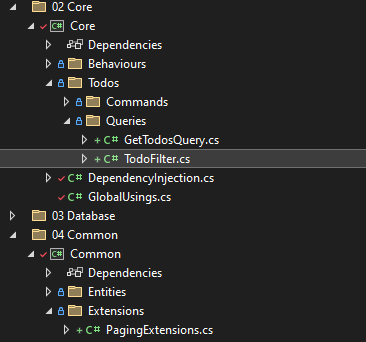 02 Core
C# Core
Dependencies
Behaviours
Todos
Commands
Queries
+ C# GetTodosQuery.cs
+ C# TodoFilter.cs
C# DependencyInjection.cs
C# GlobalUsings.cs
03 Database
04 Common
C# Common
Dependencies
Entities
Extensions
+ C# PagingExtensions.cs